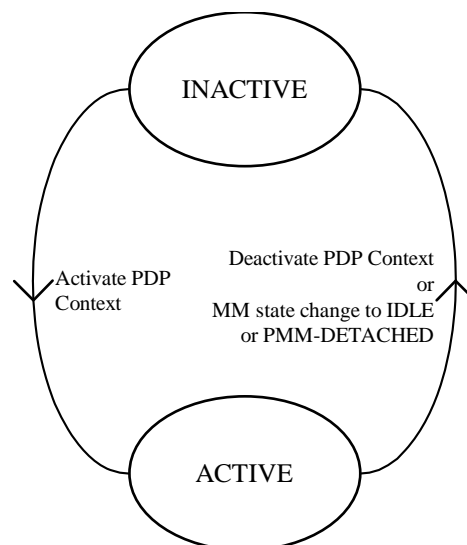 INACTIVE
Activate PDP
Context
Deactivate PDP Context
or
MM state change to IDLE
or PMM-DETACHED
ACTIVE